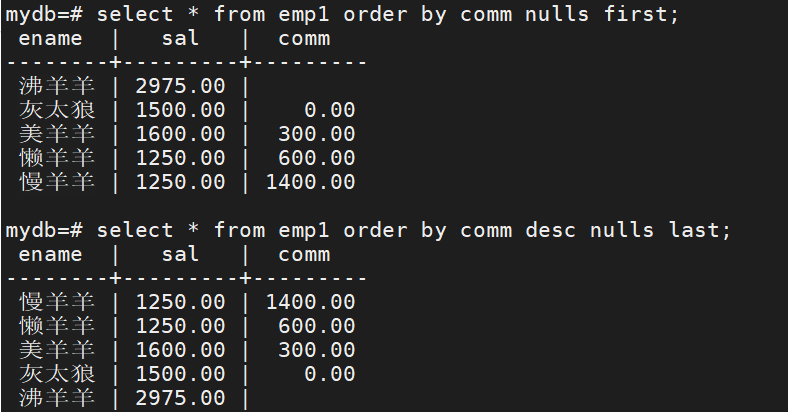 mydb=# select * from emp1 order by comm nulls first;
 ename  |   sal   |  comm
--------+---------+---------
 沸羊羊 | 2975.00 |
 灰太狼 | 1500.00 |    0.00
 美羊羊 | 1600.00 |  300.00
 懒羊羊 | 1250.00 |  600.00
 慢羊羊 | 1250.00 | 1400.00
mydb=# select * from emp1 order by comm desc nulls last;
 ename  |   sal   |  comm
--------+---------+---------
 慢羊羊 | 1250.00 | 1400.00
 懒羊羊 | 1250.00 |  600.00
 美羊羊 | 1600.00 |  300.00
 灰太狼 | 1500.00 |    0.00
 沸羊羊 | 2975.00 |